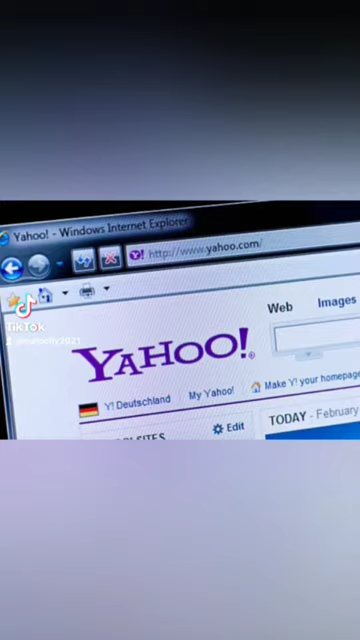 Yahoo! - Windows Internet Explorer
Y! http://www.yahoo.com/
TikTok
YAHOO!®
Web Images
Y! Deutschland My Yahoo! Make Y! your homepage
SITES Edit
TODAY - February